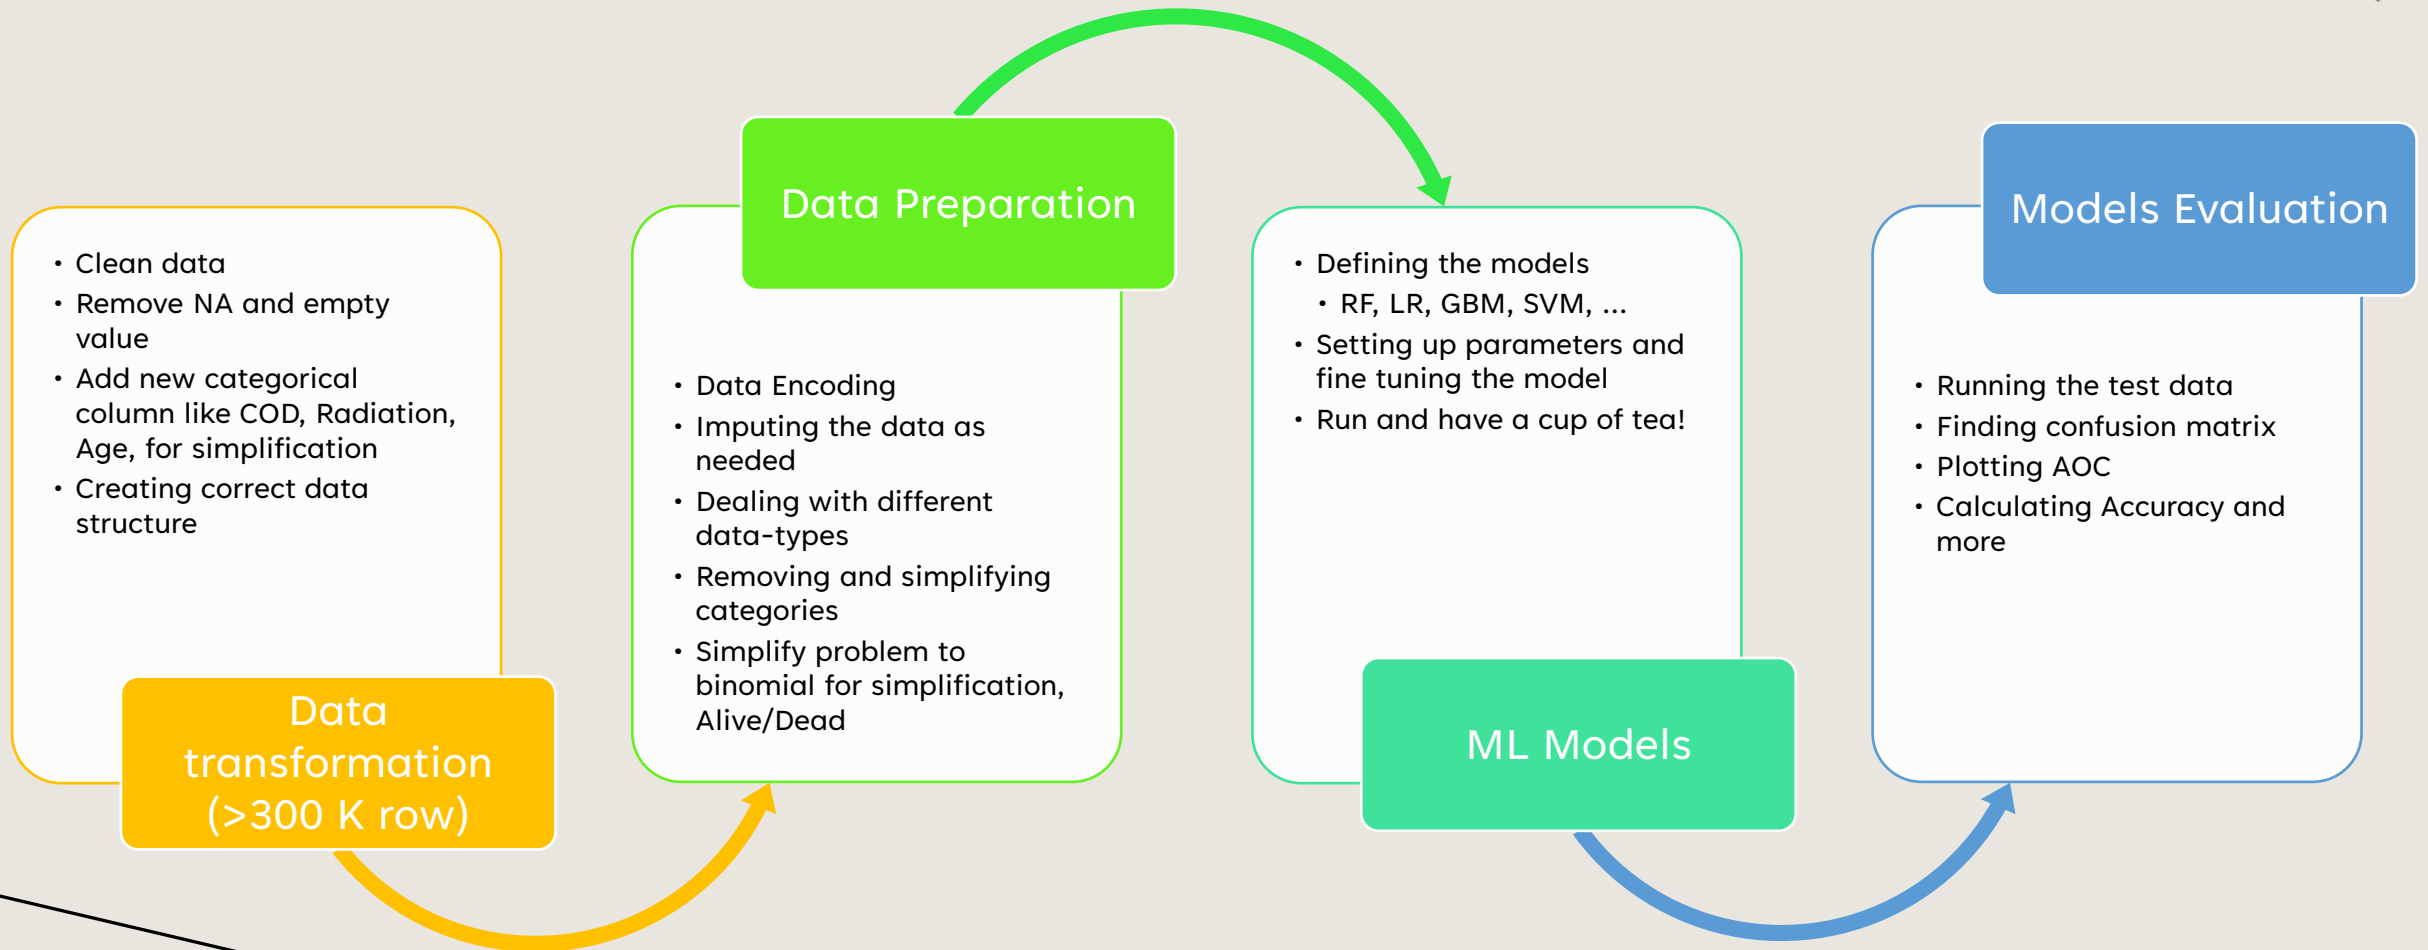 • Clean data
• Remove NA and empty
value
• Add new categorical
column like COD, Radiation,
Age, for simplification
• Creating correct data
structure
Data
transformation
(>300 K row)
Data Preparation
• Data Encoding
• Imputing the data as
needed
• Dealing with different
data-types
• Removing and simplifying
categories
• Simplify problem to
binomial for simplification,
Alive/Dead
• Defining the models
• RF, LR, GBM, SVM, ...
• Setting up parameters and
fine tuning the model
• Run and have a cup of tea!
ML Models
Models Evaluation
• Running the test data
• Finding confusion matrix
• Plotting AOC
• Calculating Accuracy and
more